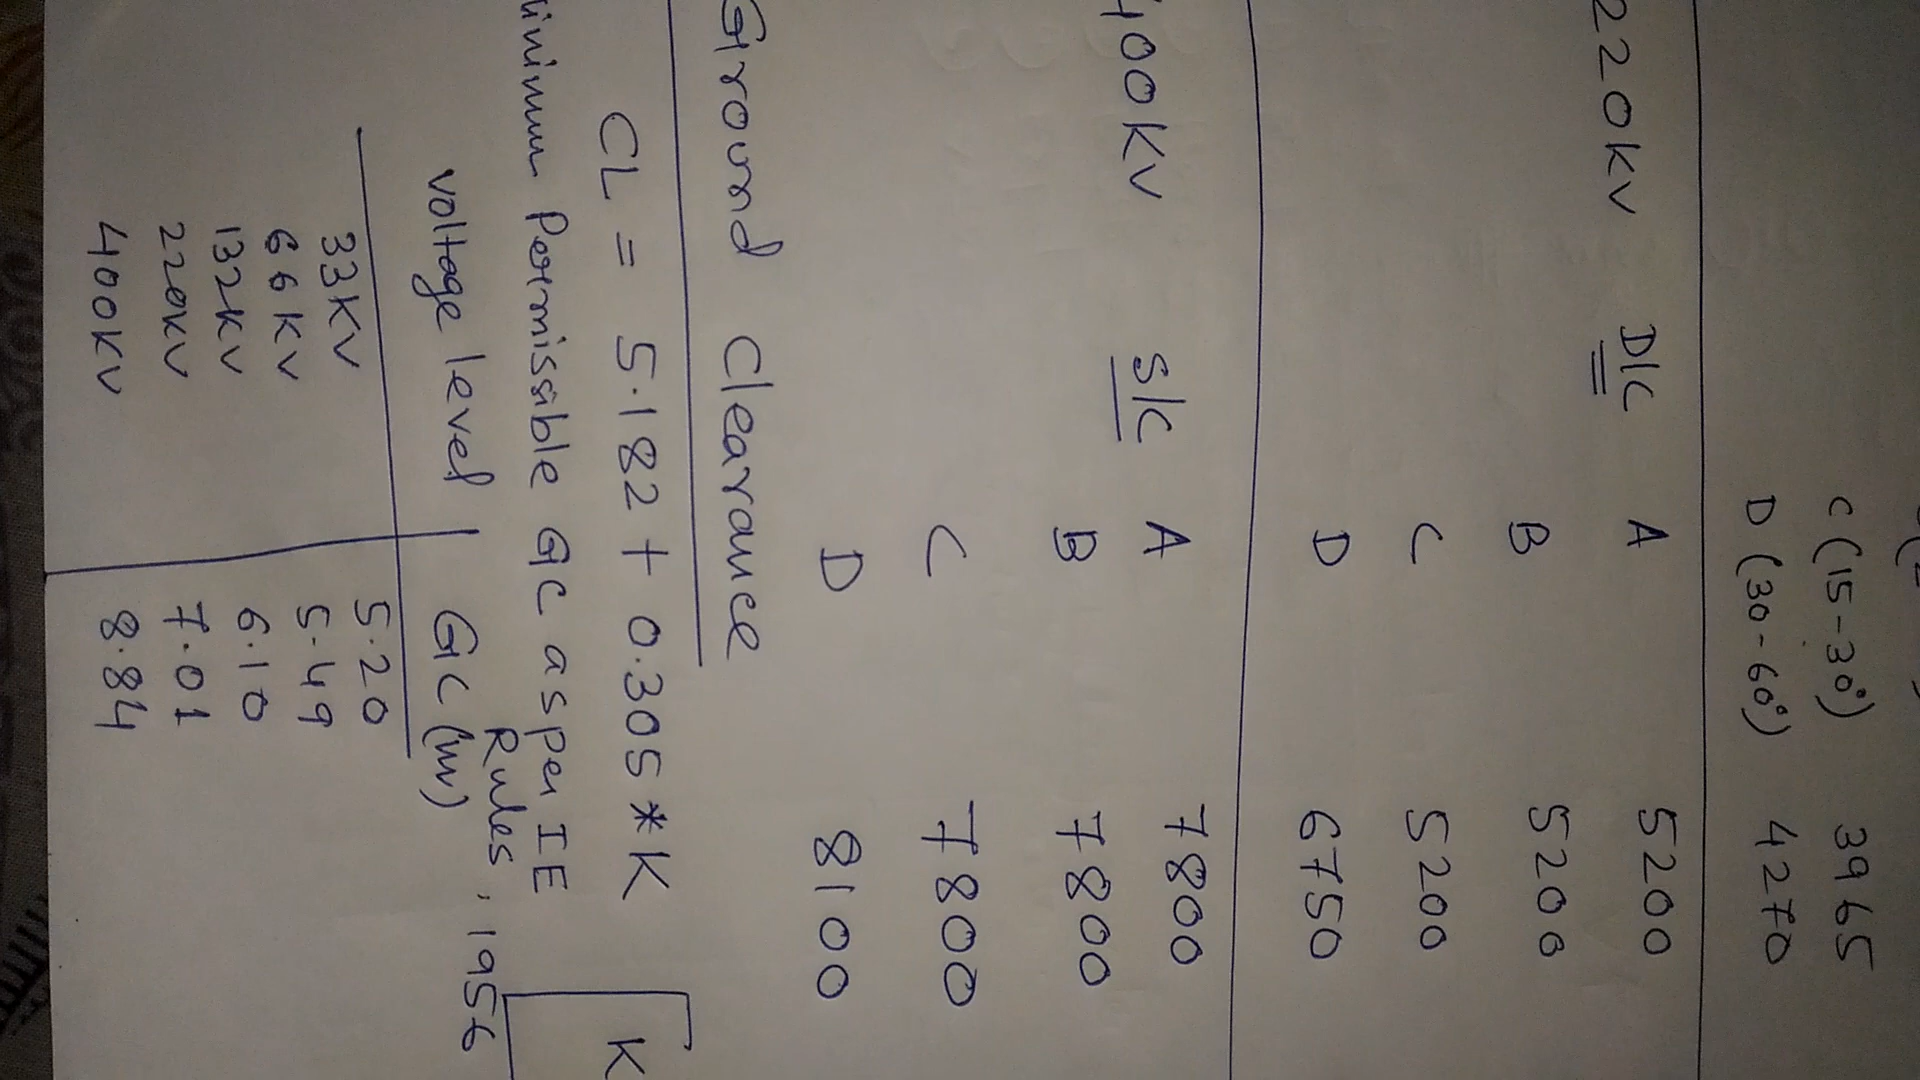 C (15-30°) 3965
D (30-60°) 4270
220KV D/C A 5200
B 5200
C 5200
D 6750
400KV S/C A 7800
B 7800
C 7800
D 8100
Ground Clearance
CL = 5.182 + 0.305 * K
Permissible GC as per IE
Rules, 1956
voltage level GC (m)
33KV 5.20
66KV 5.49
132KV 6.10
220KV 7.01
400KV 8.84
K